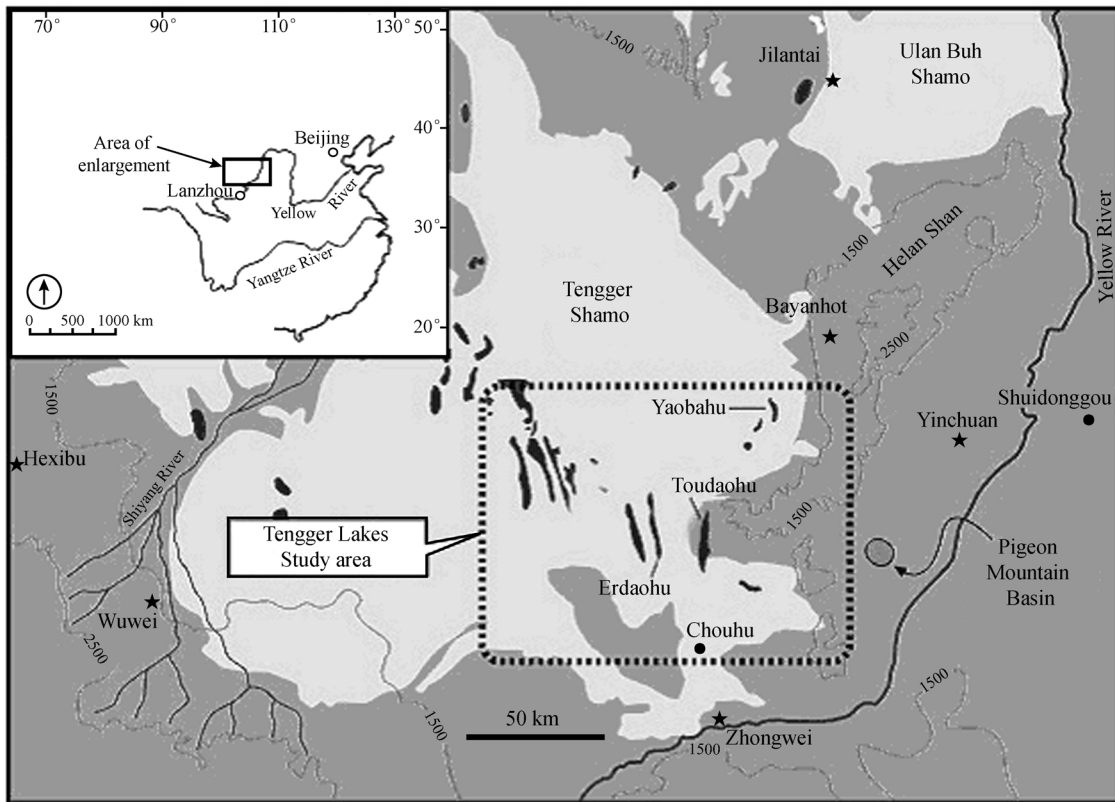 70°
90°
110°
130°
50°
40°
30°
20°
Area of
enlargement
Beijing
Lanzhou
Yellow
River
Yangtze River
0 500 1000 km
1500
Jilantai
Ulan Buh
Shamo
1500
Helan Shan
Yellow River
Tengger
Shamo
Bayanhot
2500
1500
Hexibu
Shiyang River
Yaobahu
Yinchuan
Shuidonggou
Toudaohu
1500
Tengger Lakes
Study area
Erdaohu
Pigeon
Mountain
Basin
Wuwei
2500
Chouhu
1500
1500
50 km
Zhongwei
1500